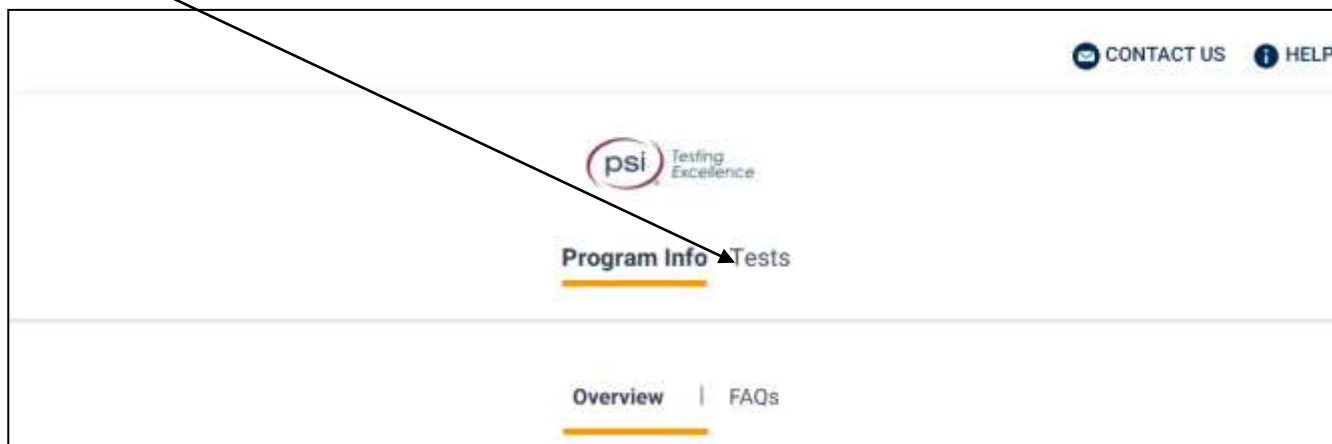 CONTACT US HELP
psi Testing
Excellence
Program Info Tests
Overview | FAQs